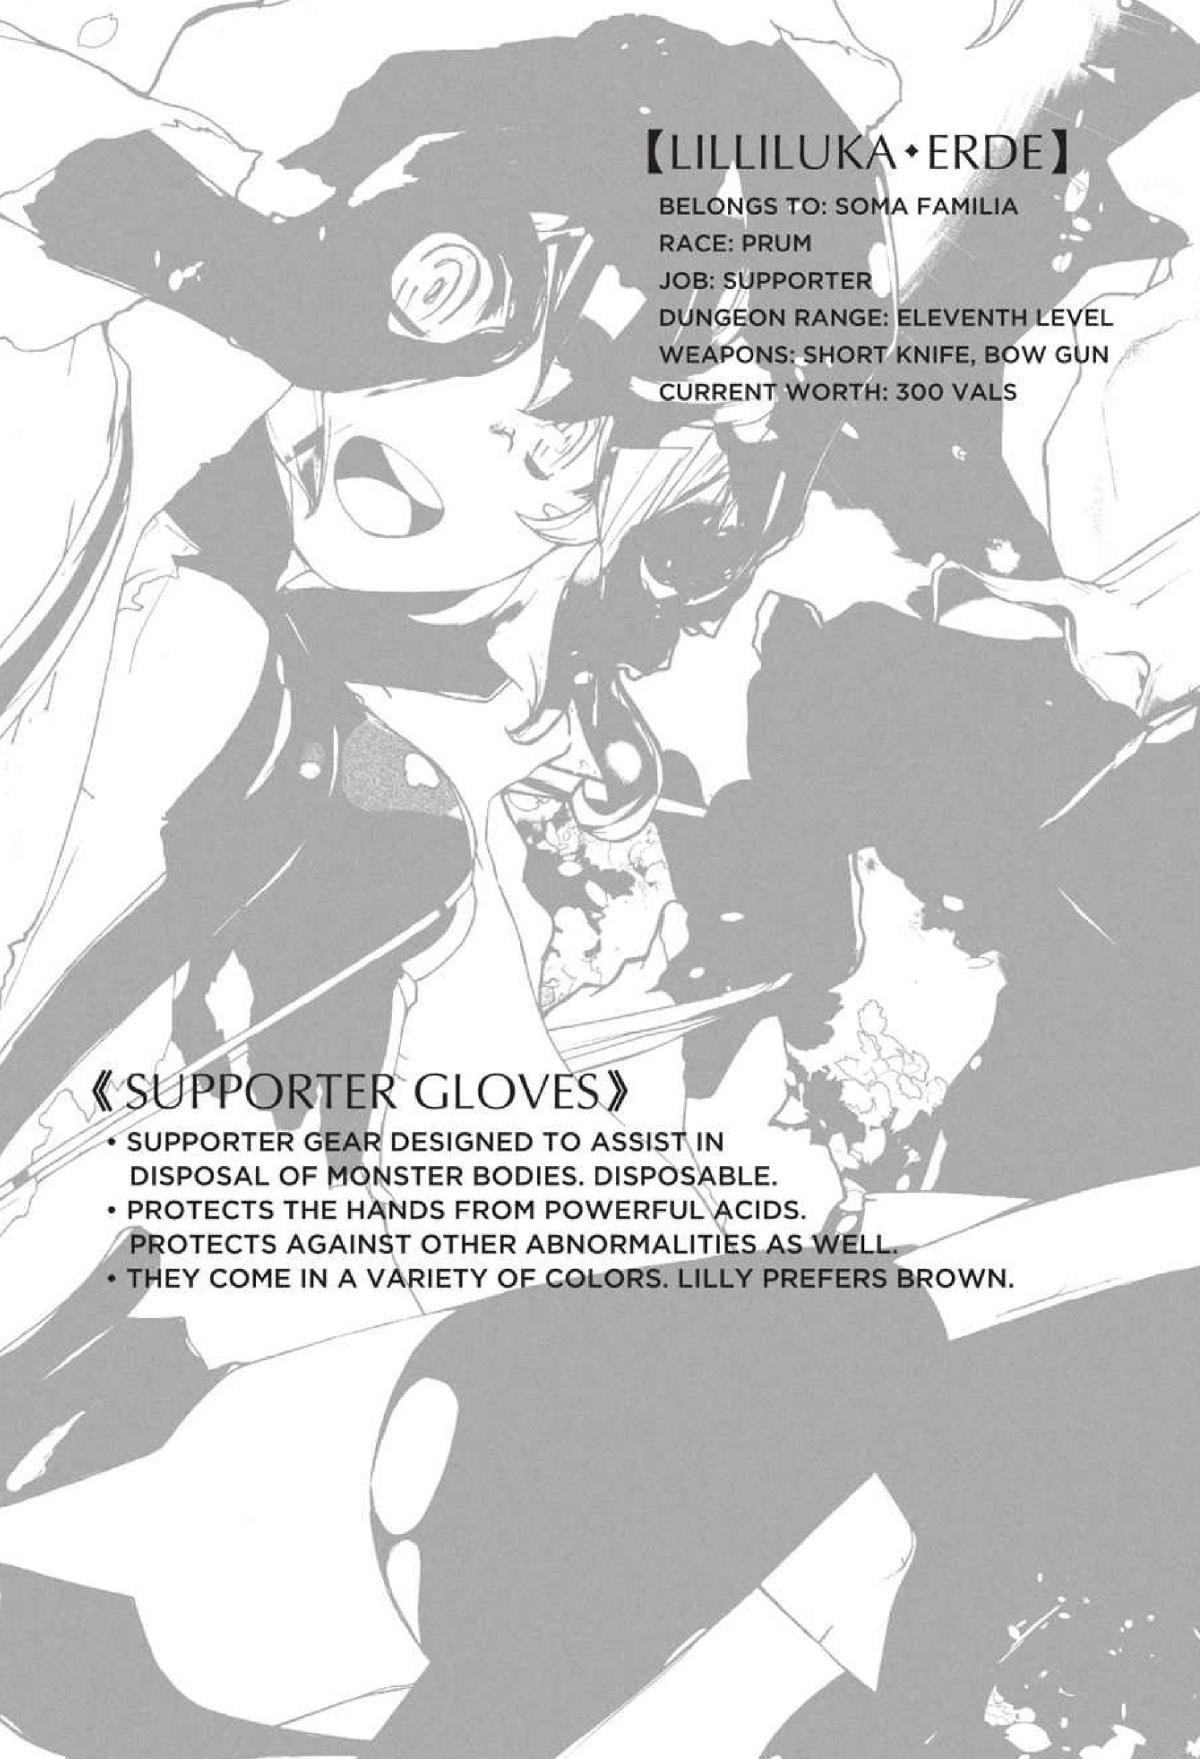 【LILLILUKA◆ERDE】
BELONGS TO: SOMA FAMILIA
RACE: PRUM
JOB: SUPPORTER
DUNGEON RANGE: ELEVENTH LEVEL
WEAPONS: SHORT KNIFE, BOW GUN
CURRENT WORTH: 300 VALS
《SUPPORTER GLOVES》
• SUPPORTER GEAR DESIGNED TO ASSIST IN
DISPOSAL OF MONSTER BODIES. DISPOSABLE.
• PROTECTS THE HANDS FROM POWERFUL ACIDS.
PROTECTS AGAINST OTHER ABNORMALITIES AS WELL.
• THEY COME IN A VARIETY OF COLORS. LILLY PREFERS BROWN.